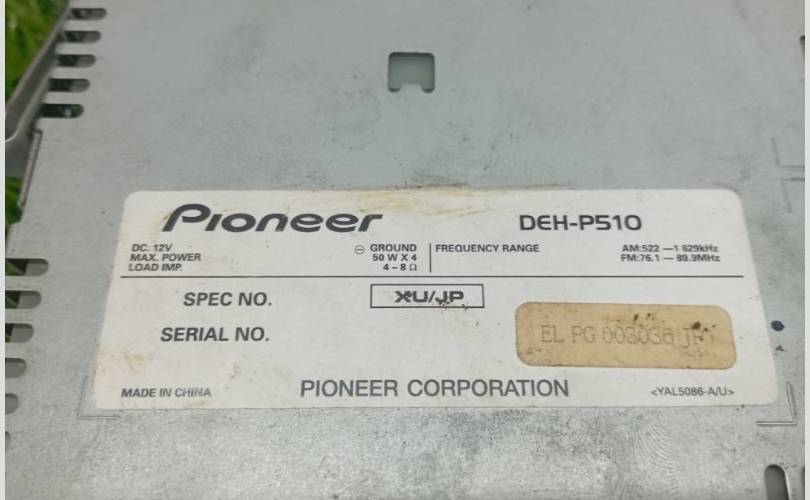 Pioneer DEH-P510
DC. 12V ⊖ GROUND FREQUENCY RANGE AM:522 —1 629kHz
MAX. POWER 50 W X 4 FM:76.1 — 89.9MHz
LOAD IMP. 4 – 8 Ω
SPEC NO. XU/JP
SERIAL NO. EL PG 003036 JP
MADE IN CHINA PIONEER CORPORATION <YAL5086-A/U>